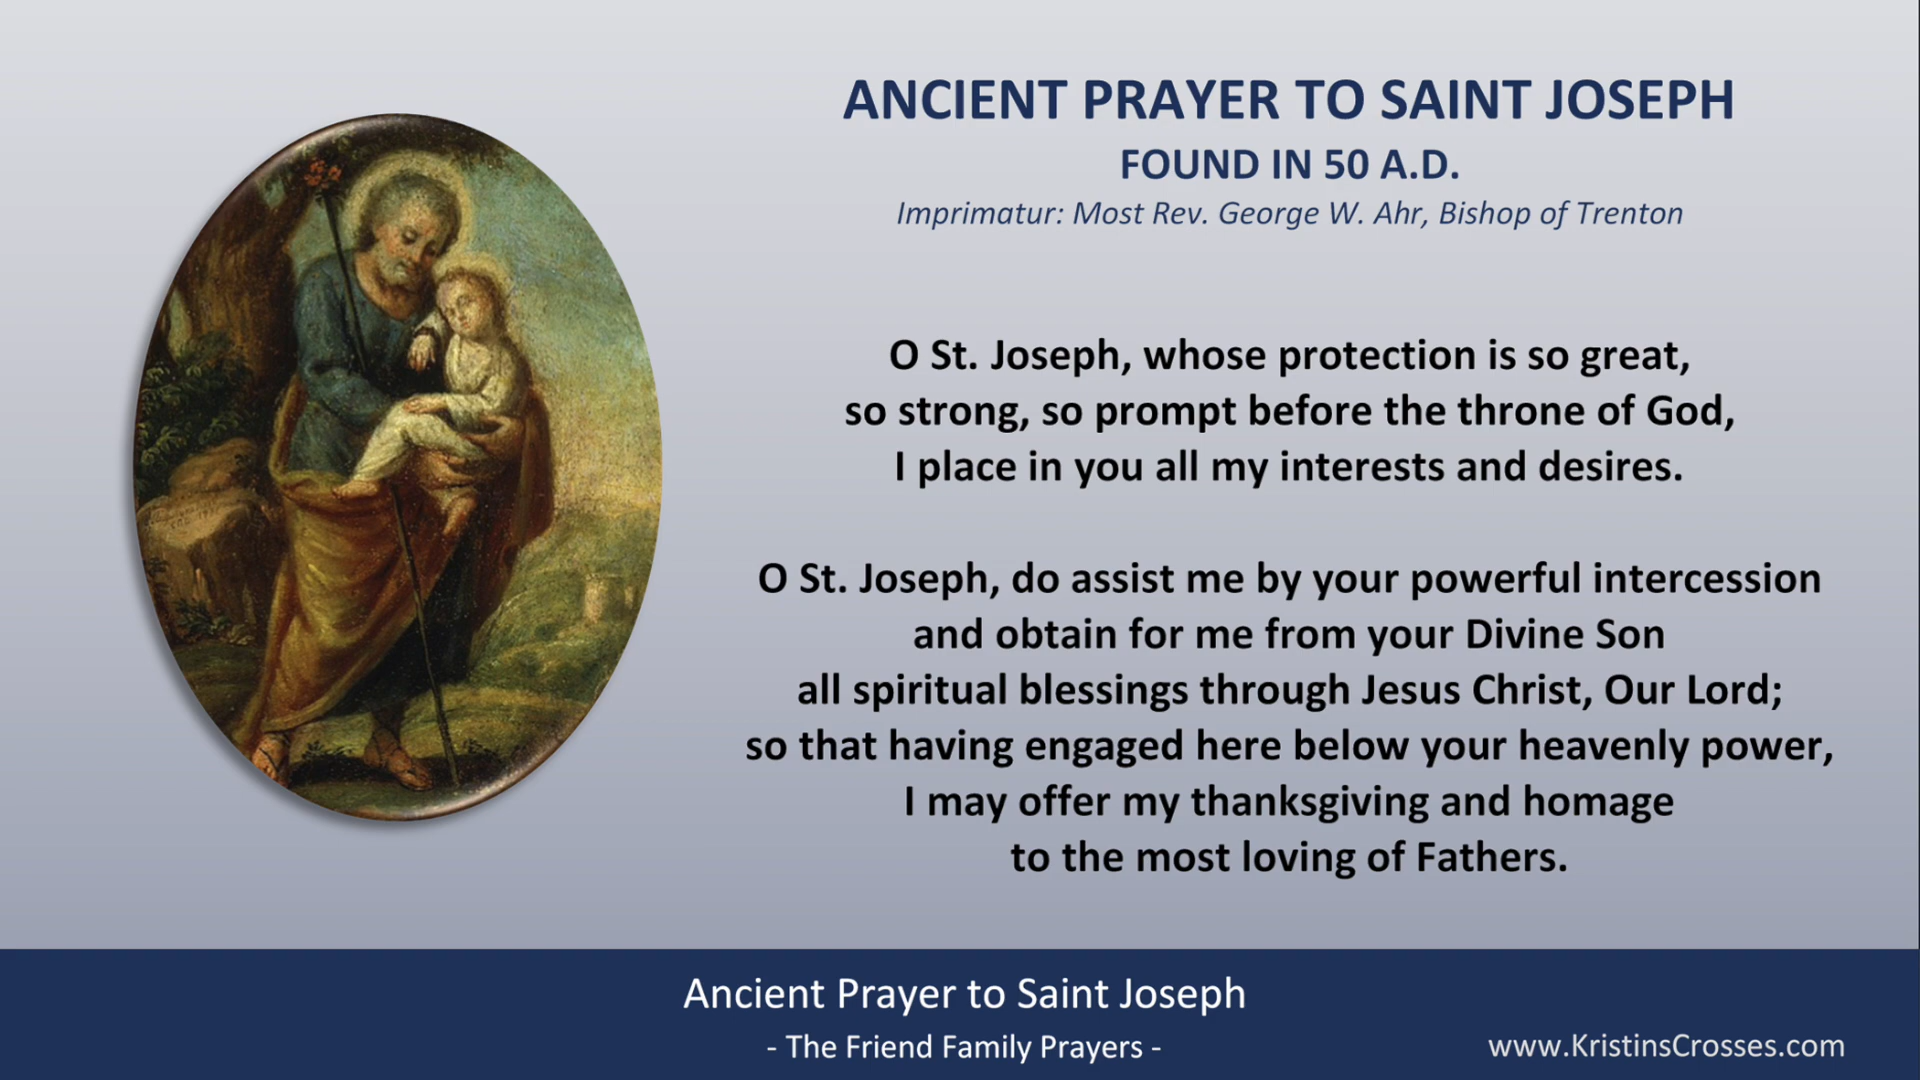 ANCIENT PRAYER TO SAINT JOSEPH
FOUND IN 50 A.D.
Imprimatur: Most Rev. George W. Ahr, Bishop of Trenton
O St. Joseph, whose protection is so great,
so strong, so prompt before the throne of God,
I place in you all my interests and desires.
O St. Joseph, do assist me by your powerful intercession
and obtain for me from your Divine Son
all spiritual blessings through Jesus Christ, Our Lord;
so that having engaged here below your heavenly power,
I may offer my thanksgiving and homage
to the most loving of Fathers.
Ancient Prayer to Saint Joseph
- The Friend Family Prayers -
www.KristinsCrosses.com